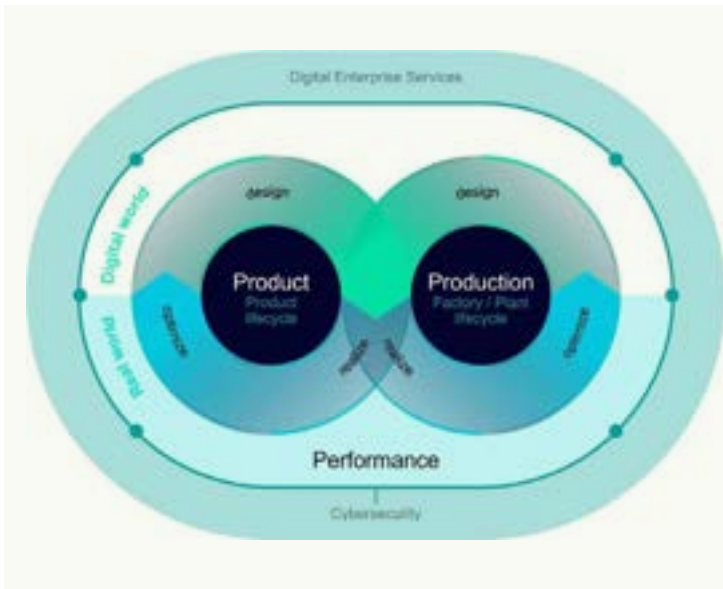 Digital Enterprise Services
Digital world
design
design
Product
Product
lifecycle
Production
Factory / Plant
lifecycle
Real world
optimize
realize
realize
optimize
Performance
Cybersecurity